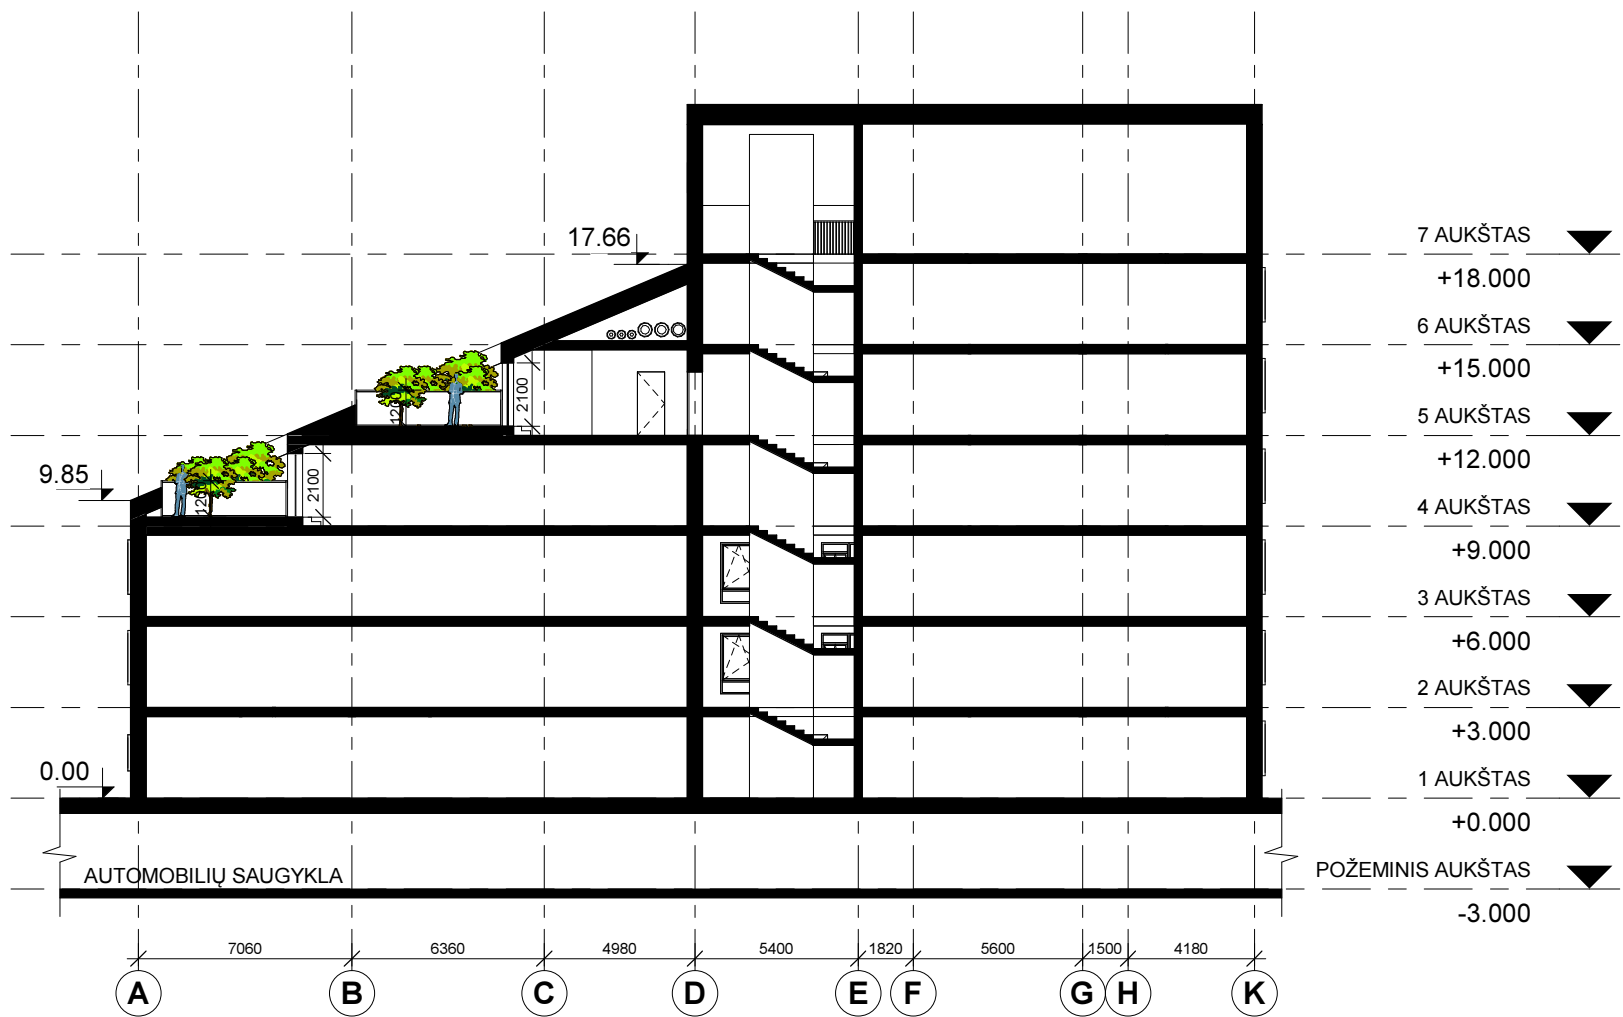 17.66
7 AUKŠTAS
+18.000
6 AUKŠTAS
+15.000
2100
5 AUKŠTAS
+12.000
9.85
2100
4 AUKŠTAS
+9.000
3 AUKŠTAS
+6.000
2 AUKŠTAS
+3.000
0.00
1 AUKŠTAS
+0.000
AUTOMOBILIŲ SAUGYKLA
POŽEMINIS AUKŠTAS
-3.000
7060 6360 4980 5400 1820 5600 1500 4180
A B C D E F G H K